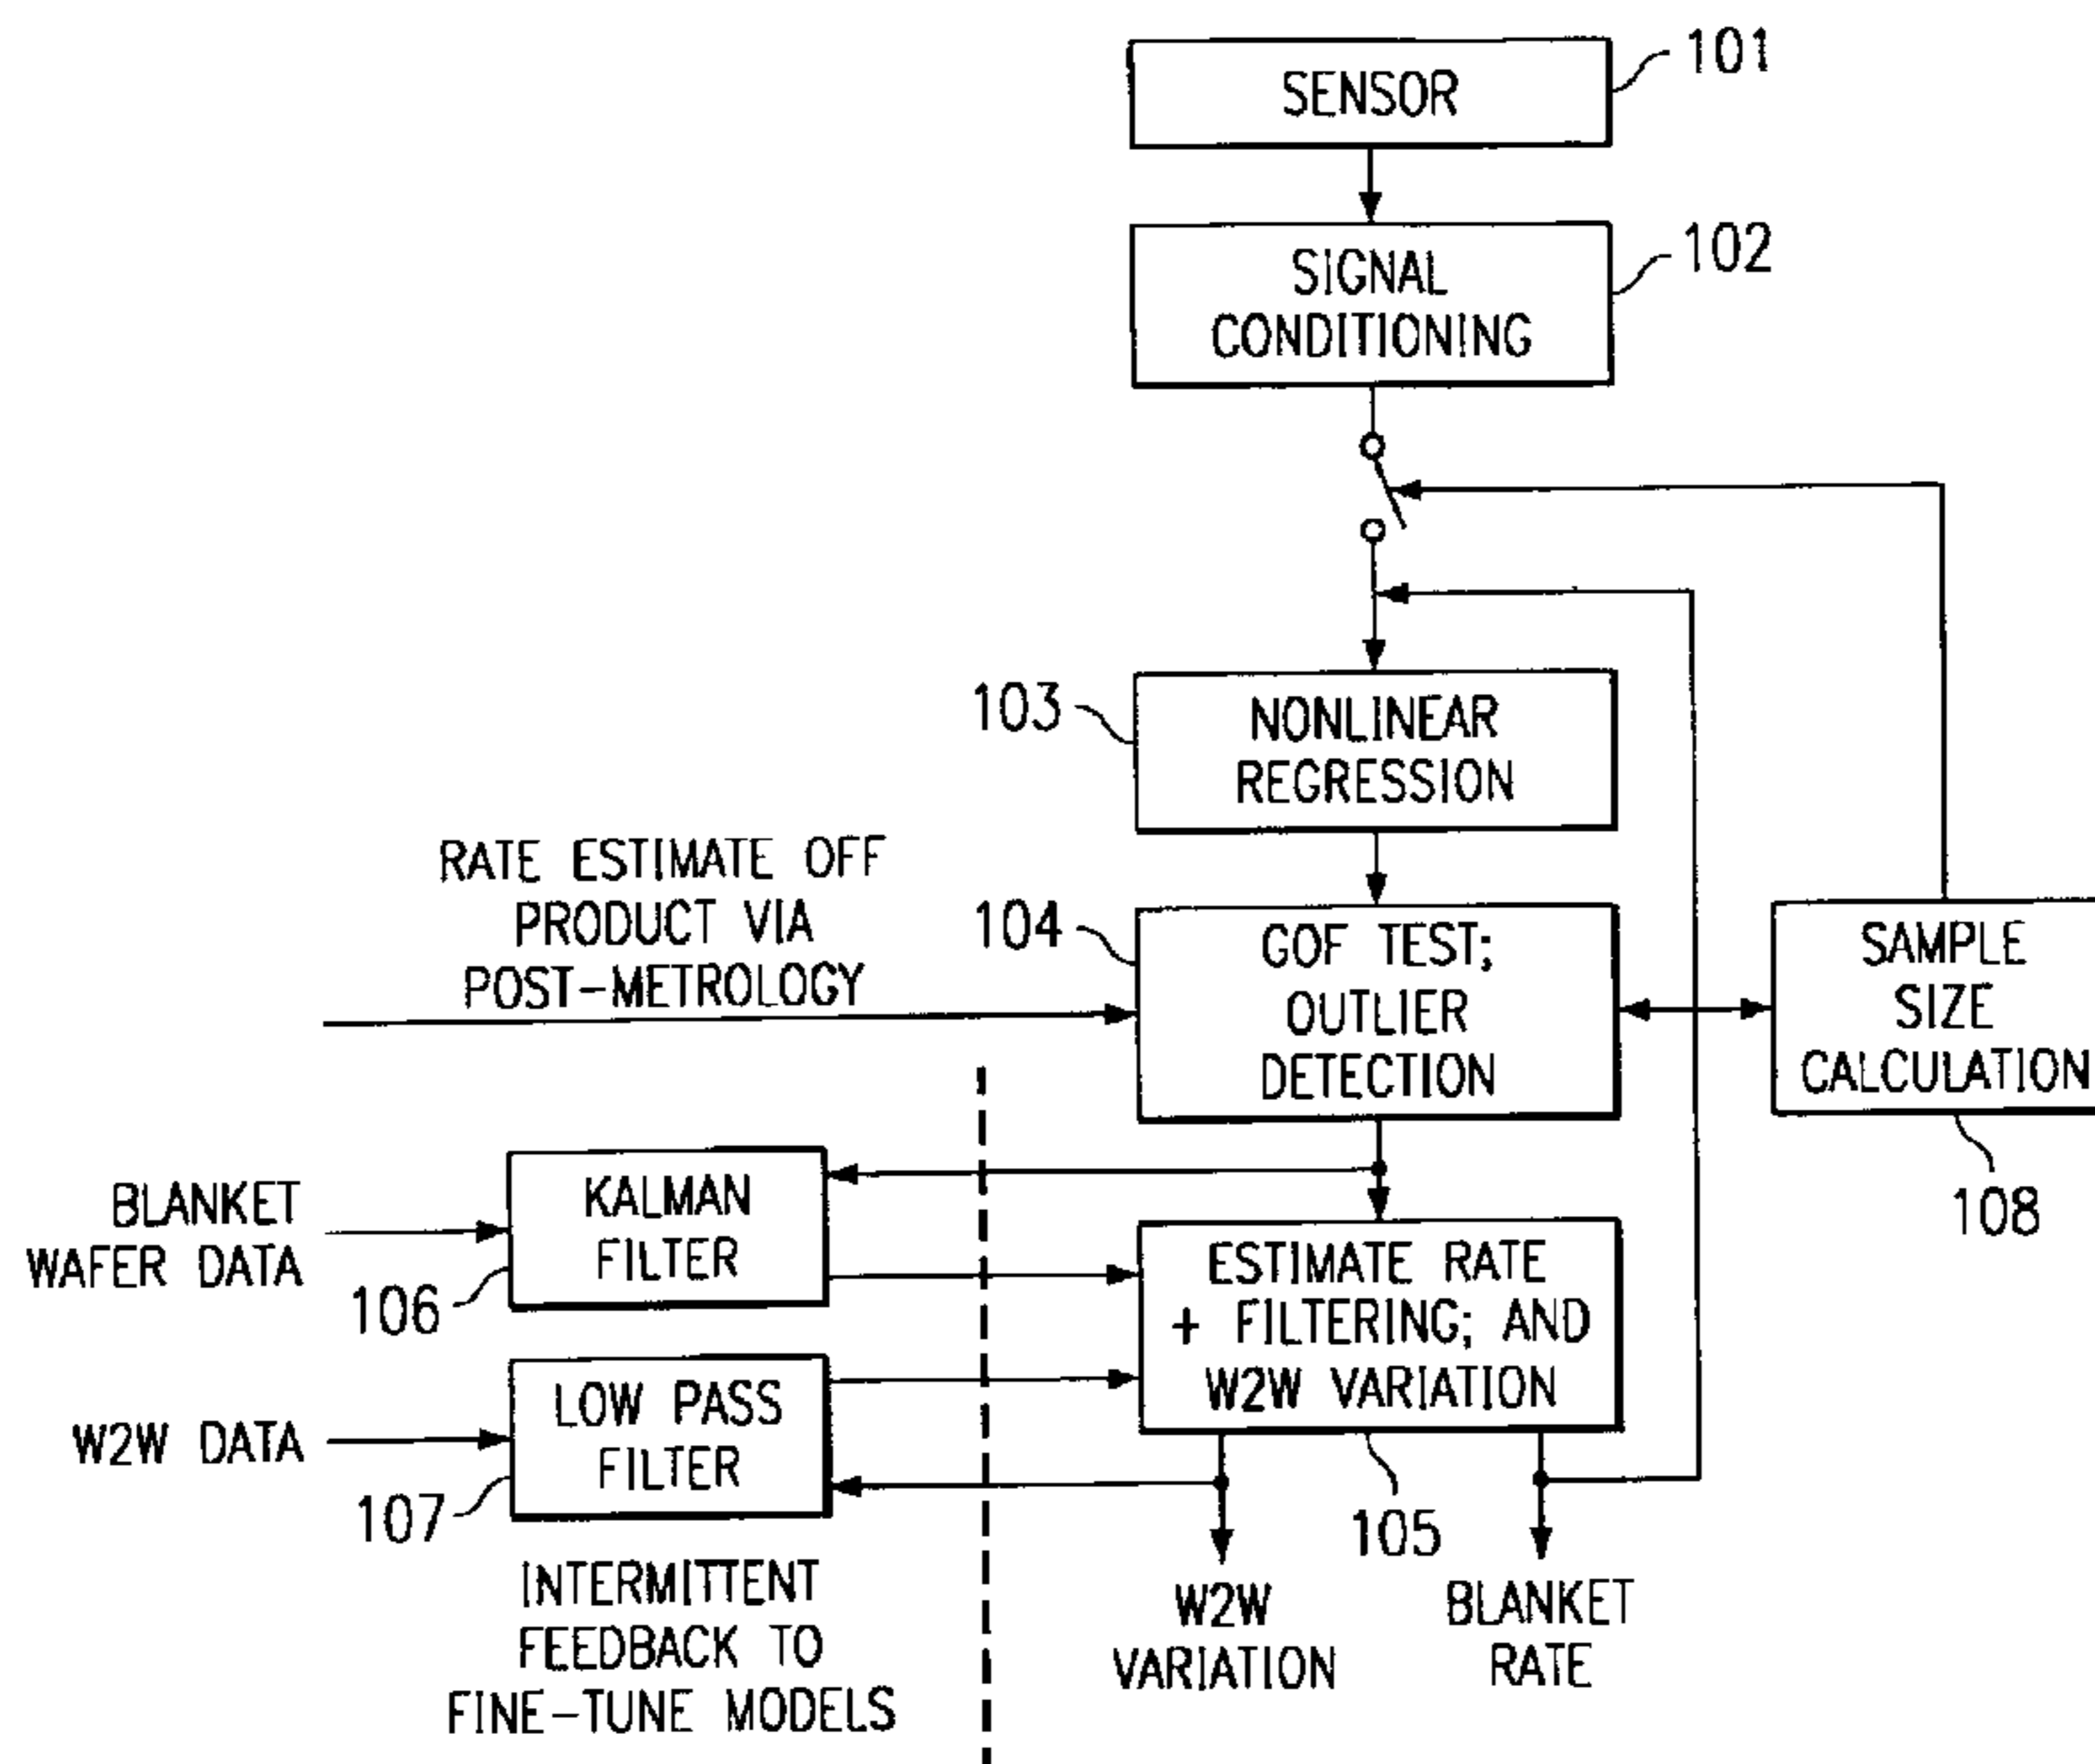 SENSOR
101
SIGNAL
CONDITIONING
102
103
NONLINEAR
REGRESSION
RATE ESTIMATE OFF
PRODUCT VIA
POST-METROLOGY
104
GOF TEST;
OUTLIER
DETECTION
SAMPLE
SIZE
CALCULATION
108
BLANKET
WAFER DATA
KALMAN
FILTER
106
ESTIMATE RATE
+ FILTERING; AND
W2W VARIATION
105
W2W DATA
LOW PASS
FILTER
107
INTERMITTENT
FEEDBACK TO
FINE-TUNE MODELS
W2W
VARIATION
BLANKET
RATE